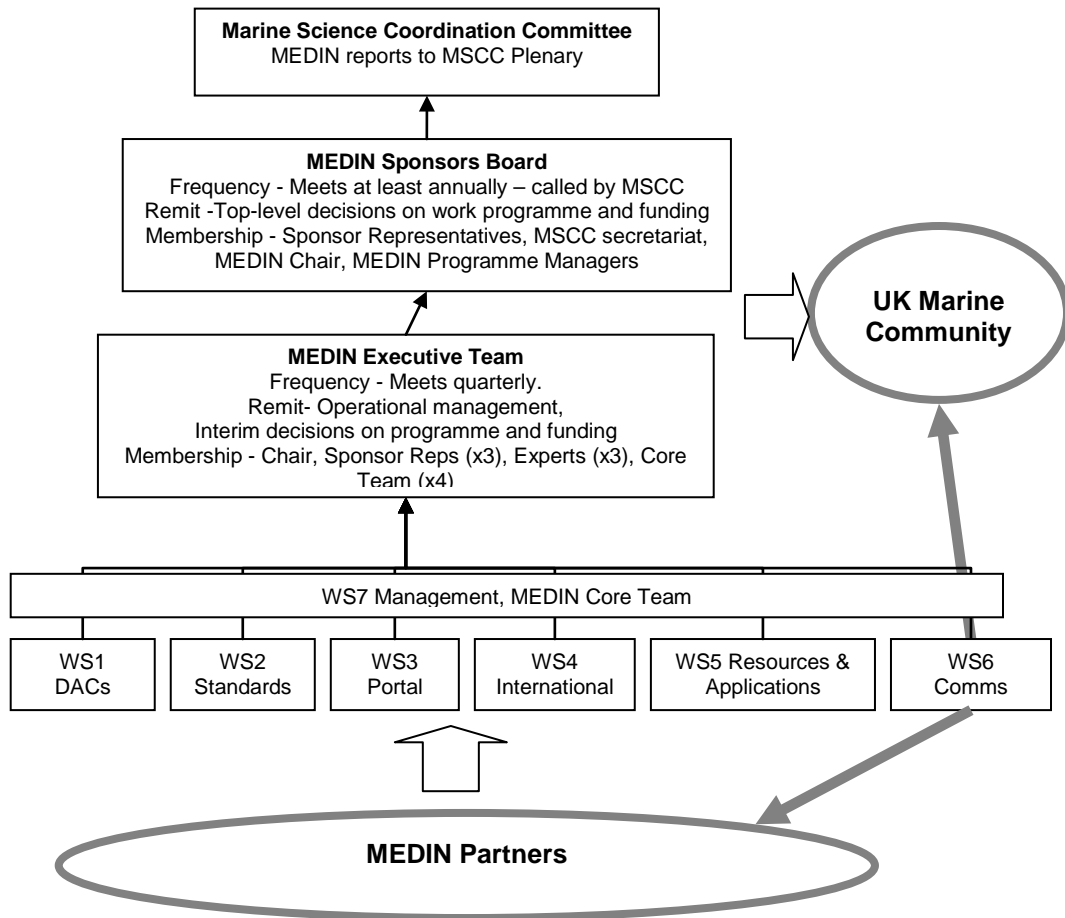 Marine Science Coordination Committee
MEDIN reports to MSCC Plenary
MEDIN Sponsors Board
Frequency - Meets at least annually – called by MSCC
Remit -Top-level decisions on work programme and funding
Membership - Sponsor Representatives, MSCC secretariat,
MEDIN Chair, MEDIN Programme Managers
UK Marine
Community
MEDIN Executive Team
Frequency - Meets quarterly.
Remit- Operational management,
Interim decisions on programme and funding
Membership - Chair, Sponsor Reps (x3), Experts (x3), Core
Team (x4)
WS7 Management, MEDIN Core Team
WS1
DACs
WS2
Standards
WS3
Portal
WS4
International
WS5 Resources &
Applications
WS6
Comms
MEDIN Partners